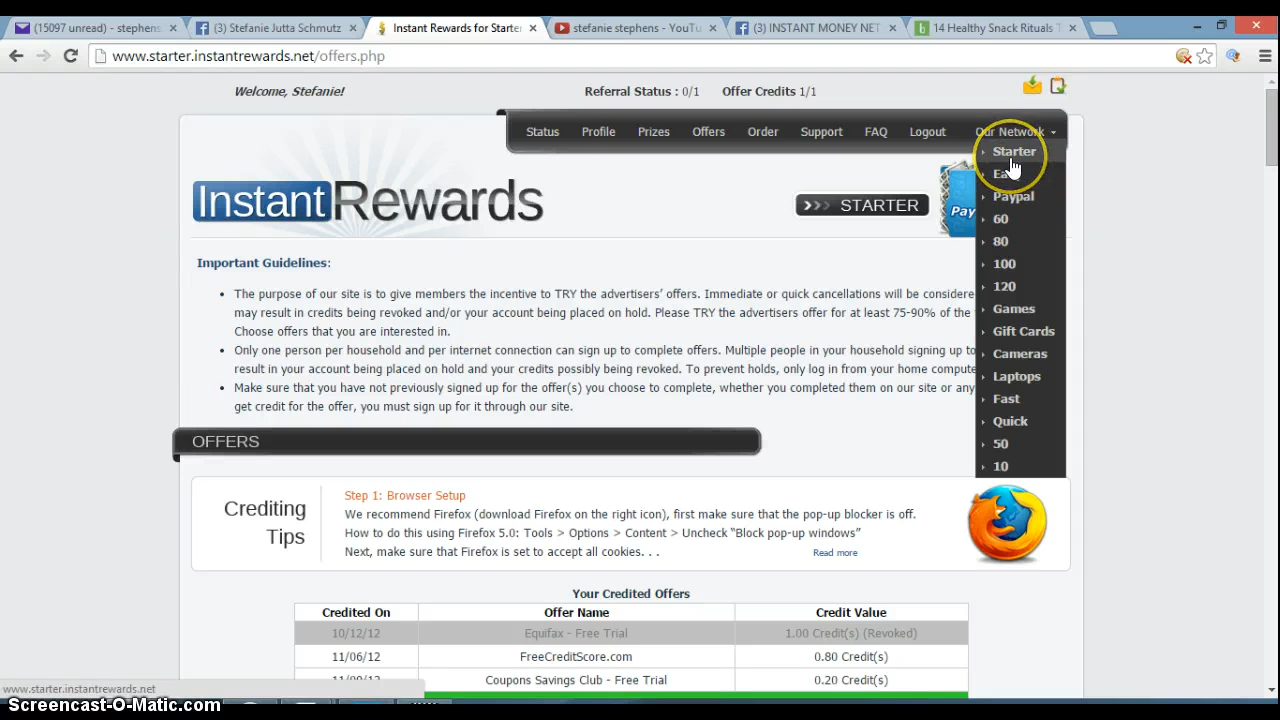 (15097 unread) - stephens
(3) Stefanie Jutta Schmutz
Instant Rewards for Starte
stefanie stephens - YouTu
(3) INSTANT MONEY NET
14 Healthy Snack Rituals T
www.starter.instantrewards.net/offers.php
Welcome, Stefanie!
Referral Status : 0/1
Offer Credits 1/1
Status
Profile
Prizes
Offers
Order
Support
FAQ
Logout
Our Network
Starter
Paypal
60
80
100
120
Games
Gift Cards
Cameras
Laptops
Fast
Quick
50
10
InstantRewards
STARTER
Pay
Important Guidelines:
The purpose of our site is to give members the incentive to TRY the advertisers' offers. Immediate or quick cancellations will be considere
may result in credits being revoked and/or your account being placed on hold. Please TRY the advertisers offer for at least 75-90% of the
Choose offers that you are interested in.
Only one person per household and per internet connection can sign up to complete offers. Multiple people in your household signing up to
result in your account being placed on hold and your credits possibly being revoked. To prevent holds, only log in from your home compute
Make sure that you have not previously signed up for the offer(s) you choose to complete, whether you completed them on our site or any
get credit for the offer, you must sign up for it through our site.
OFFERS
Crediting
Tips
Step 1: Browser Setup
We recommend Firefox (download Firefox on the right icon), first make sure that the pop-up blocker is off.
How to do this using Firefox 5.0: Tools > Options > Content > Uncheck “Block pop-up windows”
Next, make sure that Firefox is set to accept all cookies. . .
Read more
Your Credited Offers
Credited On Offer Name Credit Value
10/12/12 Equifax - Free Trial 1.00 Credit(s) (Revoked)
11/06/12 FreeCreditScore.com 0.80 Credit(s)
Coupons Savings Club - Free Trial 0.20 Credit(s)
www.starter.instantrewards.net
Screencast-O-Matic.com